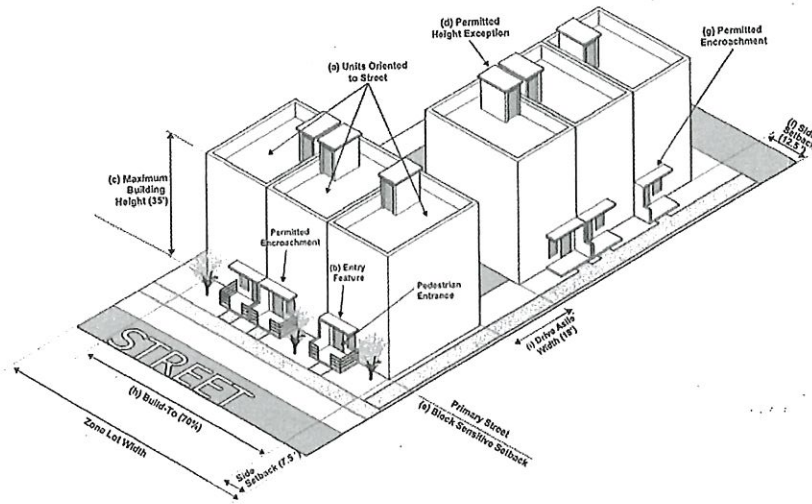 (d) Permitted
Height Exception
(g) Permitted
Encroachment
(a) Units Oriented
to Street
(f) Side
Setback
(12.5')
(c) Maximum
Building
Height (35')
Permitted
Encroachment
(b) Entry
Feature
Pedestrian
Entrance
(i) Drive Asile
Width (15')
STREET
(h) Build-To (70%)
Zone Lot Width
Side
Setback (7.5')
Primary Street
(e) Block Sensitive Setback